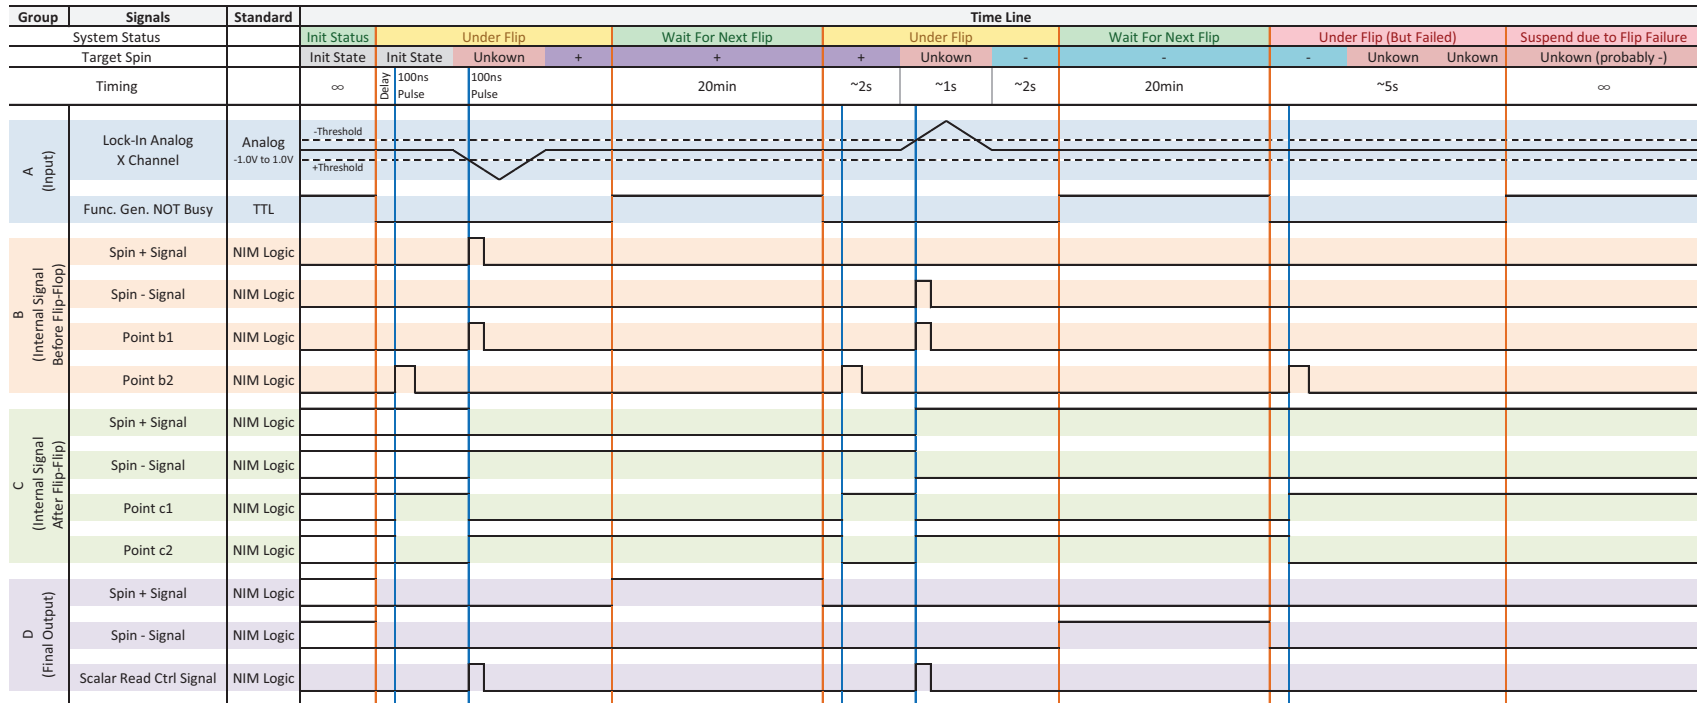 Group Signals Standard Time Line
System Status Init Status Under Flip Wait For Next Flip Under Flip Wait For Next Flip Under Flip (But Failed) Suspend due to Flip Failure
Target Spin Init State Init State Unkown + + + Unkown - - - Unkown Unkown Unkown (probably -)
Timing ∞ Delay 100ns Pulse 100ns Pulse 20min ~2s ~1s ~2s 20min ~5s ∞
A
(Input)
Lock-In Analog
X Channel
Analog
-1.0V to 1.0V
-Threshold
+Threshold
Func. Gen. NOT Busy TTL
B
(Internal Signal
Before Flip-Flop)
Spin + Signal NIM Logic
Spin - Signal NIM Logic
Point b1 NIM Logic
Point b2 NIM Logic
C
(Internal Signal
After Flip-Flip)
Spin + Signal NIM Logic
Spin - Signal NIM Logic
Point c1 NIM Logic
Point c2 NIM Logic
D
(Final Output)
Spin + Signal NIM Logic
Spin - Signal NIM Logic
Scalar Read Ctrl Signal NIM Logic